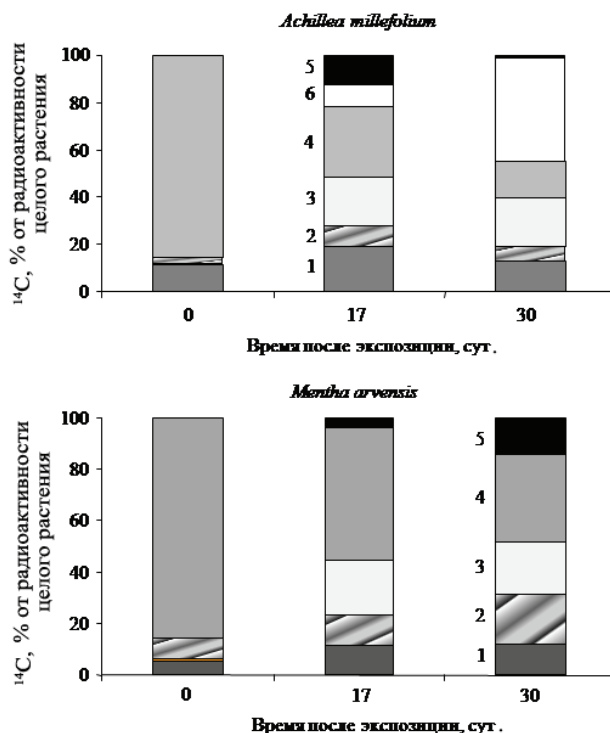 Achillea millefolium
¹⁴C, % от радиоактивности
целого растения
100
80
60
40
20
0
5
6
4
3
2
1
0 17 30
Время после экспозиции, сут.
Mentha arvensis
¹⁴C, % от радиоактивности
целого растения
100
80
60
40
20
0
5
4
3
2
1
0 17 30
Время после экспозиции, сут.